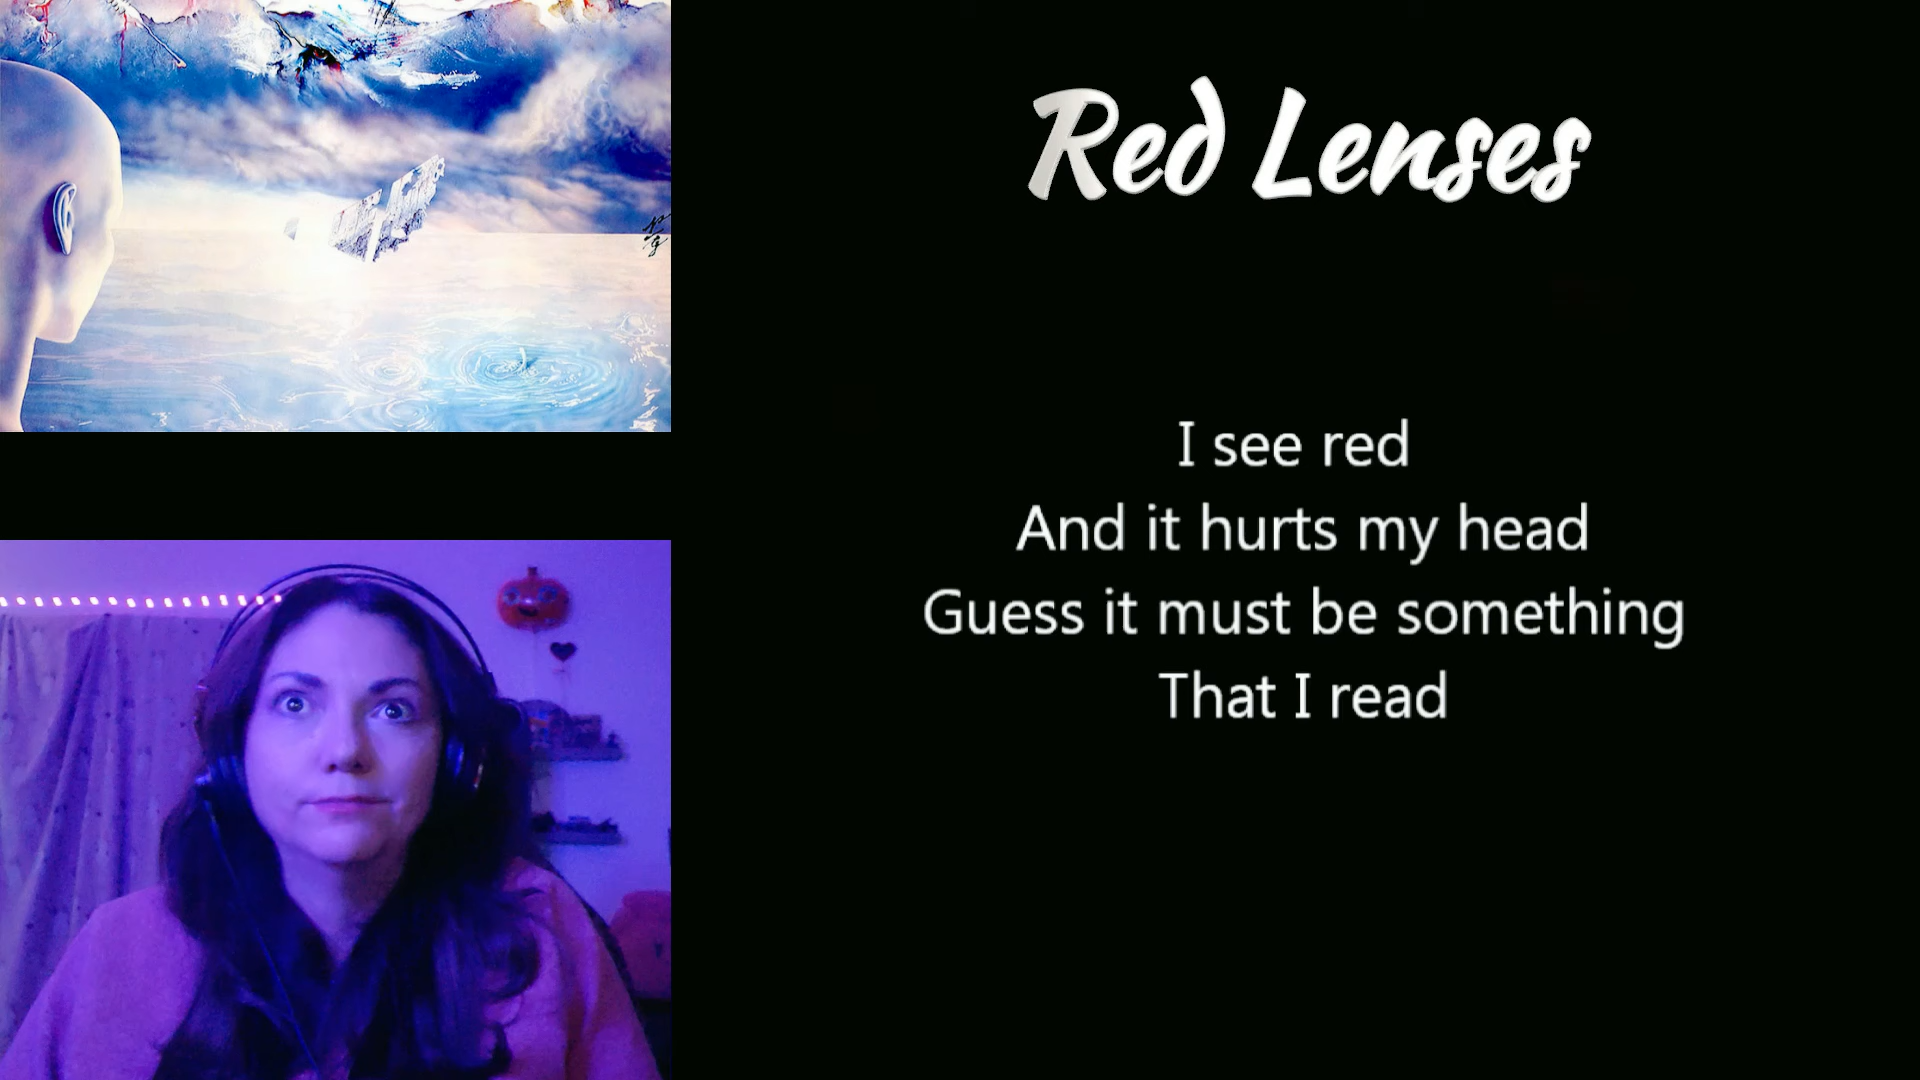 Red Lenses
I see red
And it hurts my head
Guess it must be something
That I read